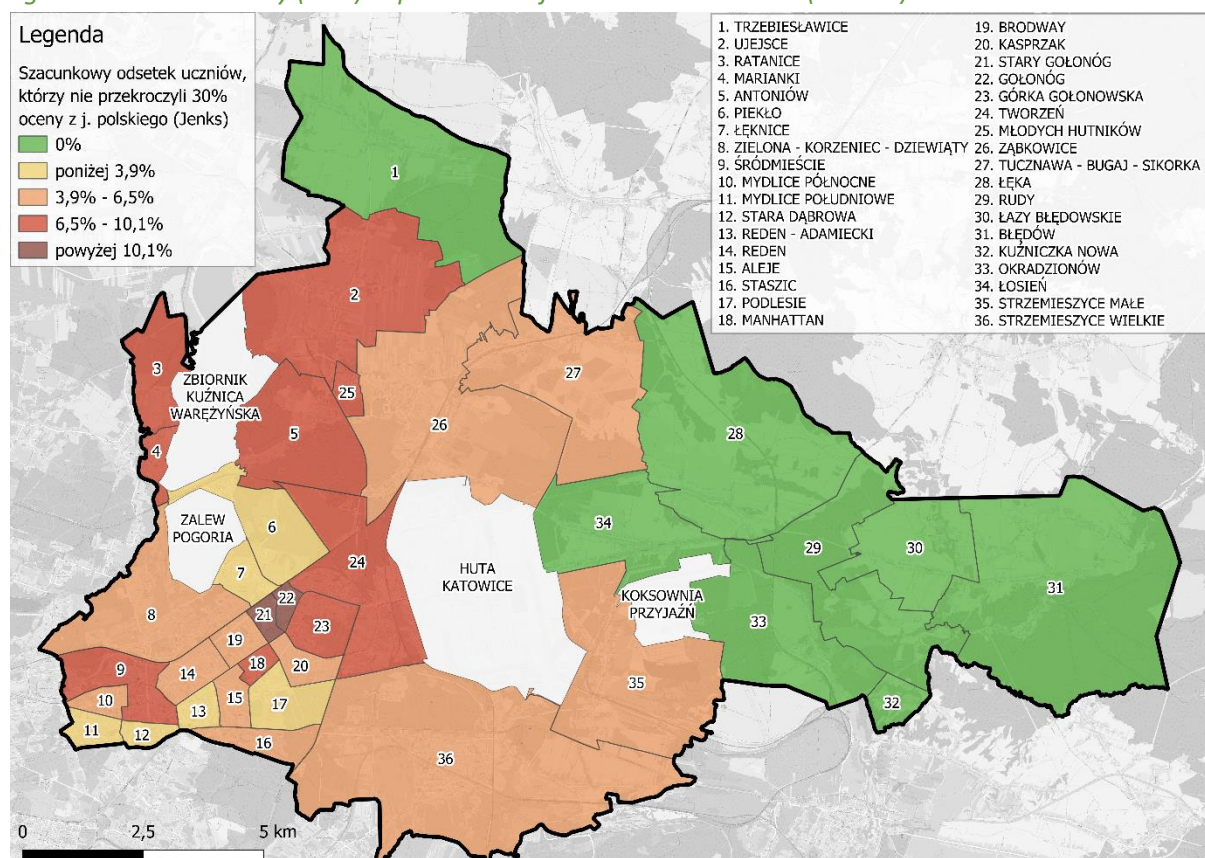 Legenda
Szacunkowy odsetek uczniów,
którzy nie przekroczyli 30%
oceny z j. polskiego (Jenks)
0%
poniżej 3,9%
3,9% - 6,5%
6,5% - 10,1%
powyżej 10,1%
1. TRZEBIESŁAWICE
2. UJEJSCE
3. RATANICE
4. MARIANKI
5. ANTONIÓW
6. PIEKŁO
7. ŁĘKNICE
8. ZIELONA - KORZENIEC - DZIEWIĄTY
9. ŚRÓDMIEŚCIE
10. MYDLICE PÓŁNOCNE
11. MYDLICE POŁUDNIOWE
12. STARA DĄBROWA
13. REDEN - ADAMIECKI
14. REDEN
15. ALEJE
16. STASZIC
17. PODLESIE
18. MANHATTAN
19. BRODWAY
20. KASPRZAK
21. STARY GOŁONÓG
22. GOŁONÓG
23. GÓRKA GOŁONOWSKA
24. TWORZEŃ
25. MŁODYCH HUTNIKÓW
26. ZĄBKOWICE
27. TUCZNAWA - BUGAJ - SIKORKA
28. ŁĘKA
29. RUDY
30. ŁAZY BŁĘDOWSKIE
31. BŁĘDÓW
32. KUŹNICZKA NOWA
33. OKRADZIONÓW
34. ŁOSIEŃ
35. STRZEMIESZYCE MAŁE
36. STRZEMIESZYCE WIELKIE
1
2
3
ZBIORNIK
KUŹNICA
WARĘŻYŃSKA
25
27
4
5
26
28
ZALEW
POGORIA
6
34
7
24
HUTA
KATOWICE
29
30
31
KOKSOWNIA
PRZYJAŹŃ
8
22
21
23
33
19
18
20
9
14
35
10
15
17
13
32
11
12
16
36
0
2,5
5 km